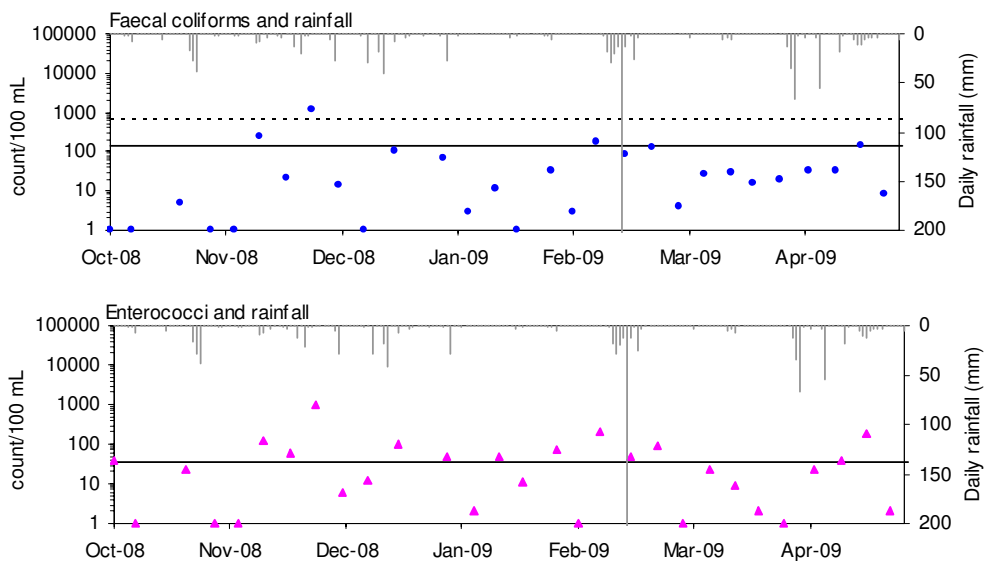 Faecal coliforms and rainfall
count/100 mL
100000
10000
1000
100
10
1
0
50
100
150
200
Daily rainfall (mm)
Oct-08 Nov-08 Dec-08 Jan-09 Feb-09 Mar-09 Apr-09
Enterococci and rainfall
count/100 mL
100000
10000
1000
100
10
1
0
50
100
150
200
Daily rainfall (mm)
Oct-08 Nov-08 Dec-08 Jan-09 Feb-09 Mar-09 Apr-09